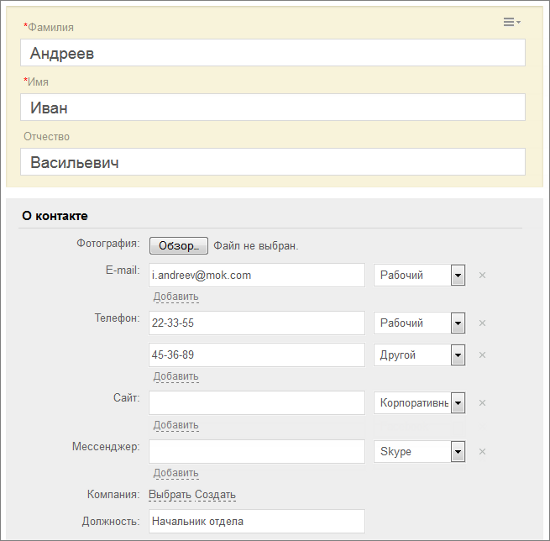 *Фамилия
Андреев
*Имя
Иван
Отчество
Васильевич
О контакте
Фотография: Обзор.. Файл не выбран.
E-mail: i.andreev@mok.com Рабочий
Добавить
Телефон: 22-33-55 Рабочий
45-36-89 Другой
Добавить
Сайт: Корпоративнь
Добавить
Мессенджер: Skype
Добавить
Компания: Выбрать Создать
Должность: Начальник отдела